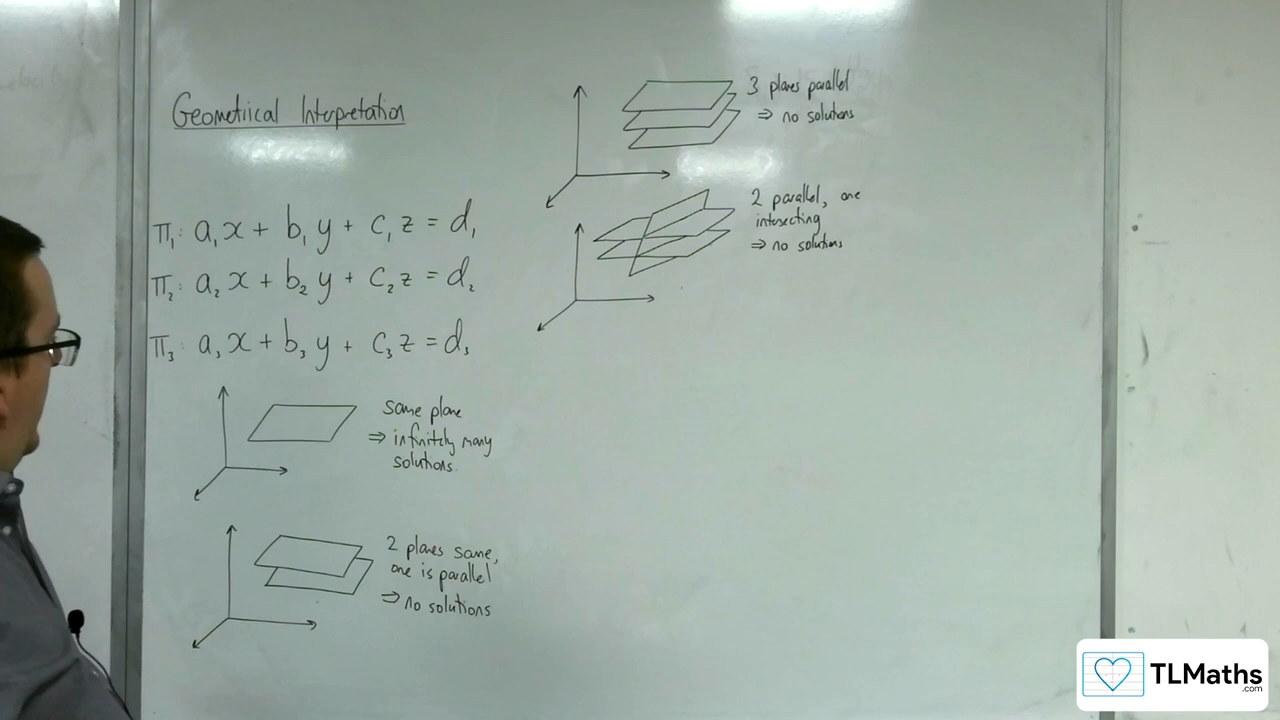 Geometiical Interpretation
π₁: a₁x + b₁y + c₁z = d₁
π₂: a₂x + b₂y + c₂z = d₂
π₃: a₃x + b₃y + c₃z = d₃
same plane
⇒ infinitely many
solutions.
2 planes same,
one is parallel
⇒ no solutions
3 planes parallel
⇒ no solutions
2 parallel, one
intersecting
⇒ no solutions
TLMaths
.com